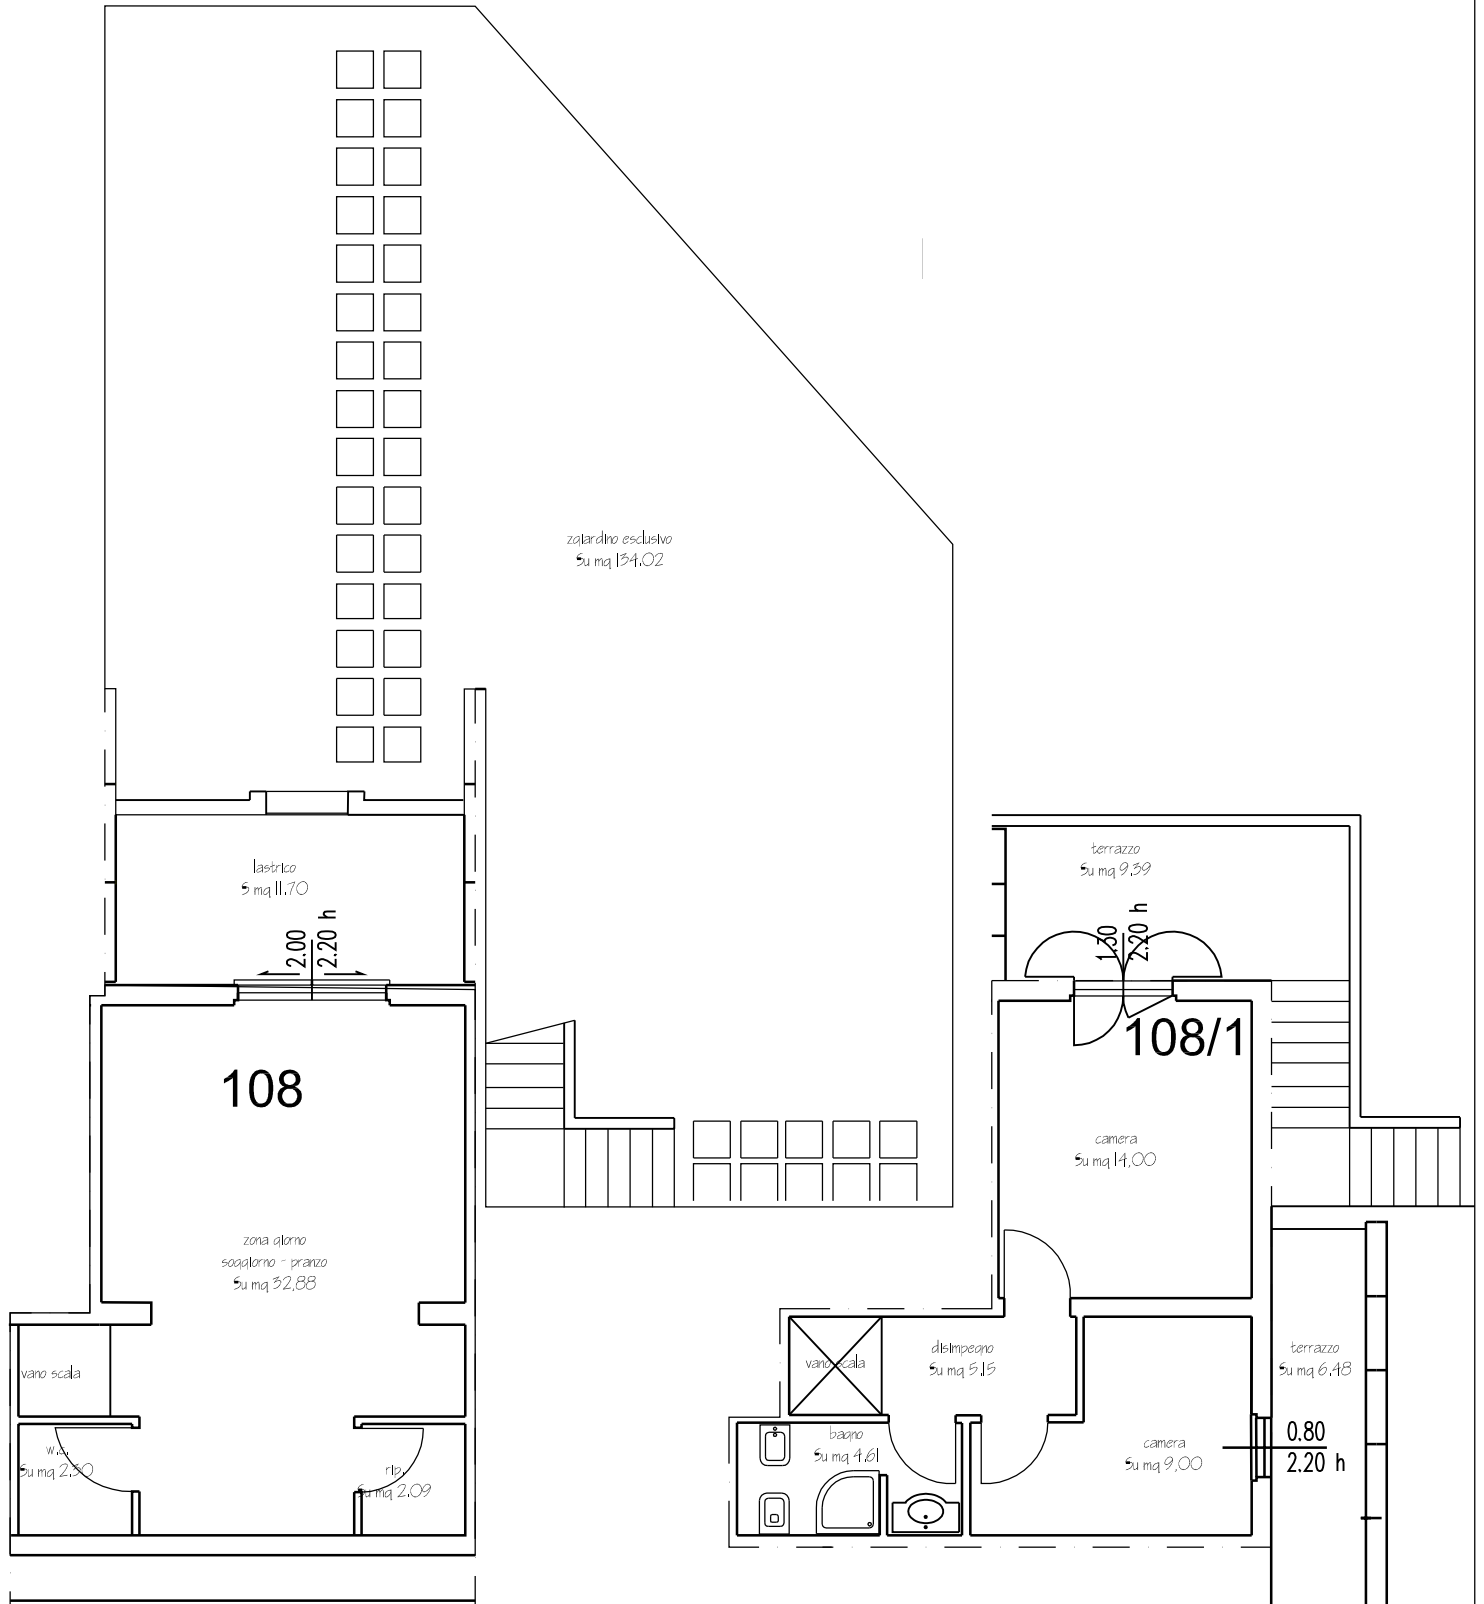 zgiardino esclusivo
Su mq 134.02
lastrico
S mq 11.70
2.00
2.20 h
108
zona giorno
soggiorno - pranzo
Su mq 32,88
vano scala
w.c.
Su mq 2.30
rip.
Su mq 2.09
terrazzo
Su mq 9.39
1.30
2.20 h
108/1
camera
Su mq 14,00
vano scala
disimpegno
Su mq 5.15
bagno
Su mq 4.61
camera
Su mq 9,00
terrazzo
Su mq 6.48
0.80
2.20 h